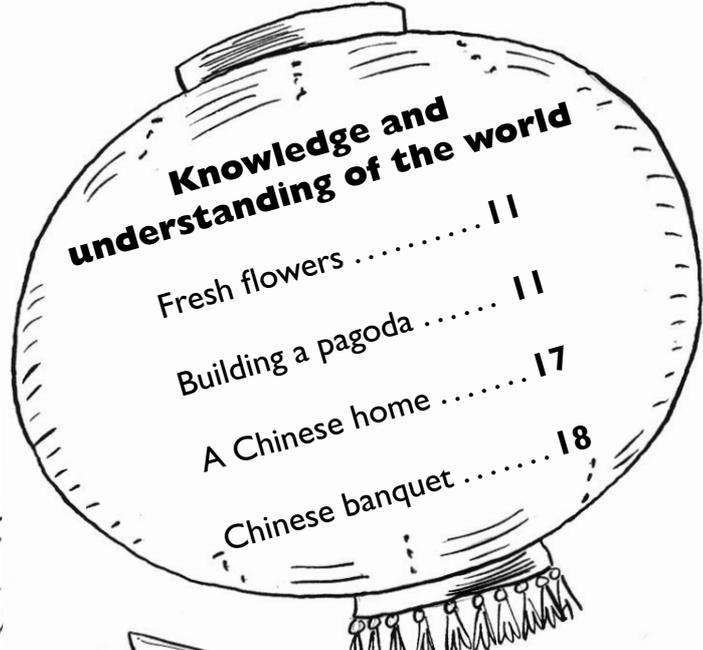 Knowledge and
understanding of the world
Fresh flowers .......... 11
Building a pagoda ...... 11
A Chinese home ....... 17
Chinese banquet ....... 18